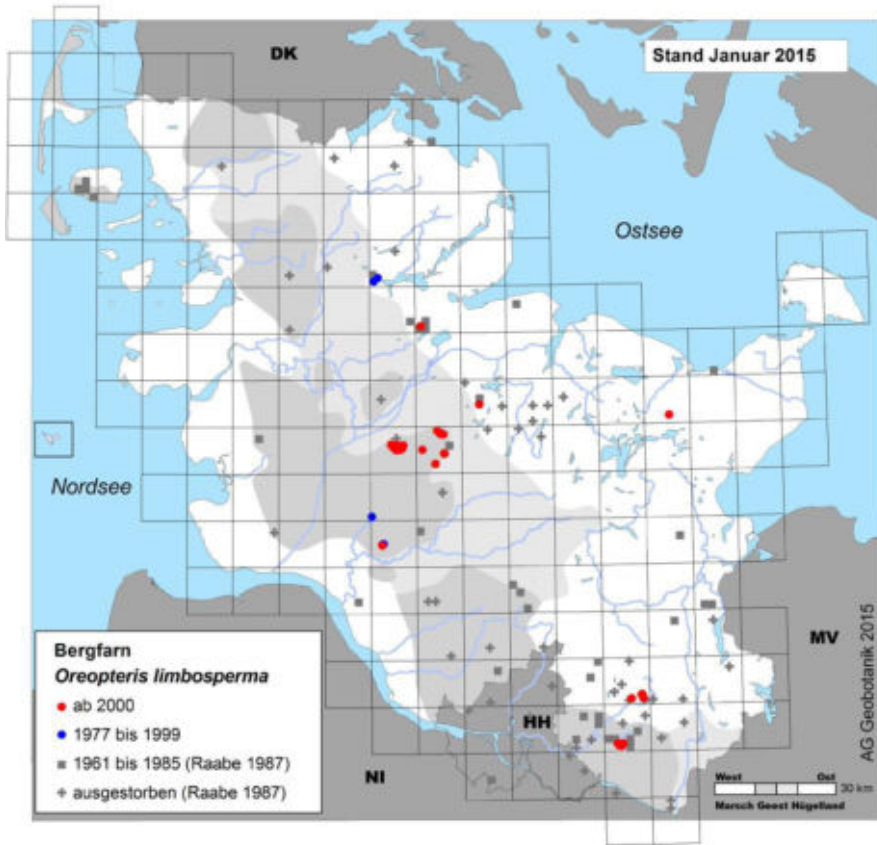 DK
Stand Januar 2015
Ostsee
Nordsee
Bergfarn
Oreopteris limbosperma
ab 2000
1977 bis 1999
1961 bis 1985 (Raabe 1987)
ausgestorben (Raabe 1987)
HH
NI
MV
AG Geobotanik 2015
West Ost
30 km
Marsch Geest Hügelland